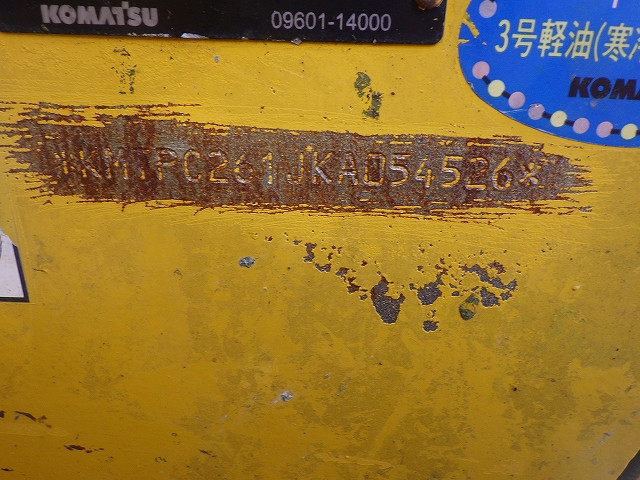 KOMATSU 09601-14000
3号軽油(寒
KOMA
*KMTPC261JKA054526*